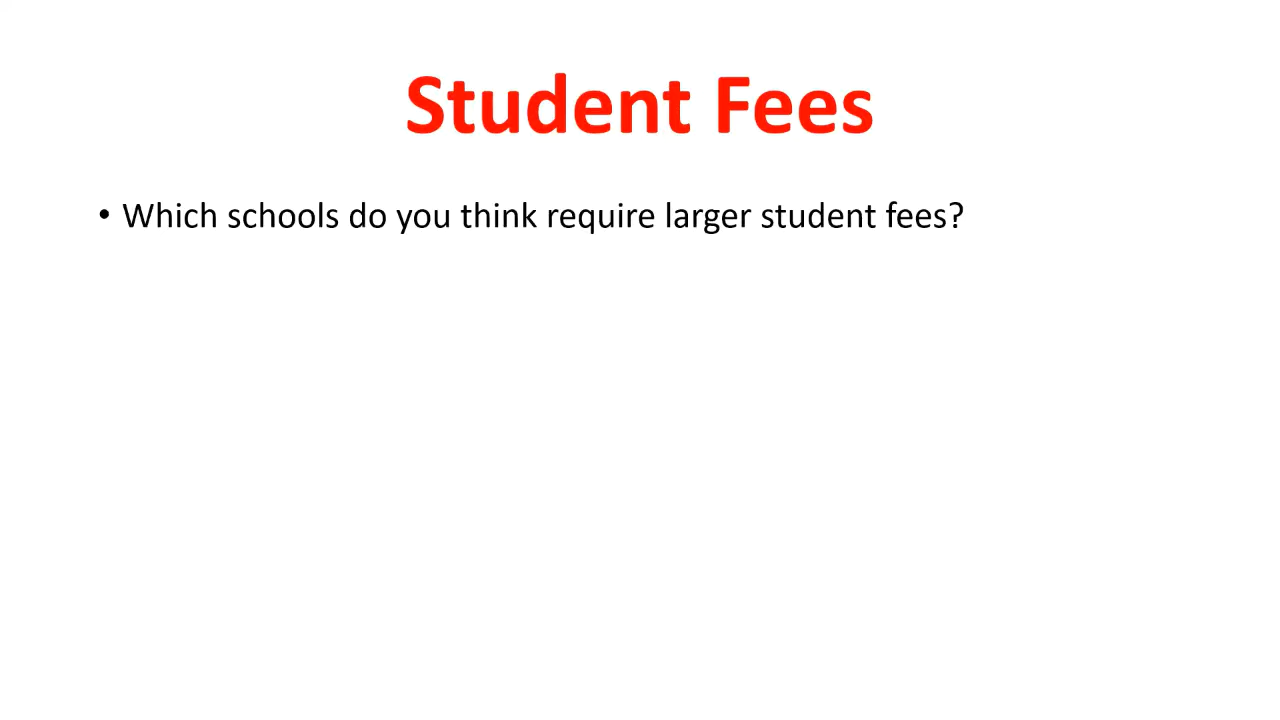 Student Fees
• Which schools do you think require larger student fees?